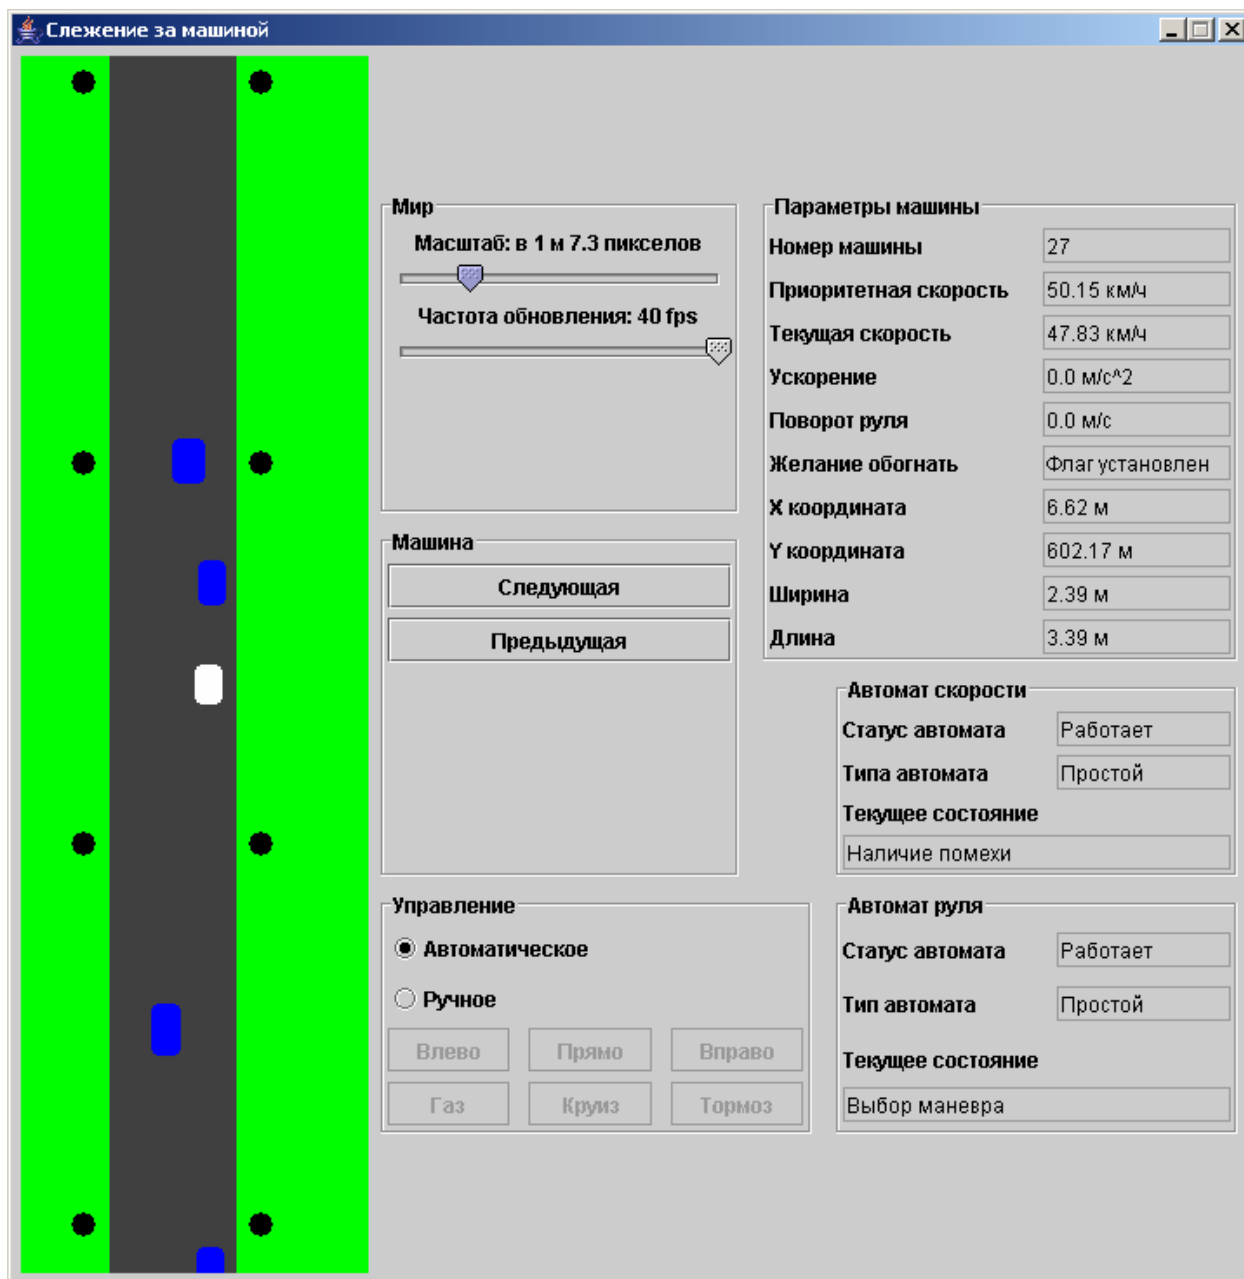 Слежение за машиной
Мир
Масштаб: в 1 м 7.3 пикселов
Частота обновления: 40 fps
Машина
Следующая
Предыдущая
Управление
Автоматическое
Ручное
Влево Прямо Вправо
Газ Круиз Тормоз
Параметры машины
Номер машины 27
Приоритетная скорость 50.15 км/ч
Текущая скорость 47.83 км/ч
Ускорение 0.0 м/с^2
Поворот руля 0.0 м/с
Желание обогнать Флаг установлен
X координата 6.62 м
Y координата 602.17 м
Ширина 2.39 м
Длина 3.39 м
Автомат скорости
Статус автомата Работает
Типа автомата Простой
Текущее состояние
Наличие помехи
Автомат руля
Статус автомата Работает
Тип автомата Простой
Текущее состояние
Выбор маневра